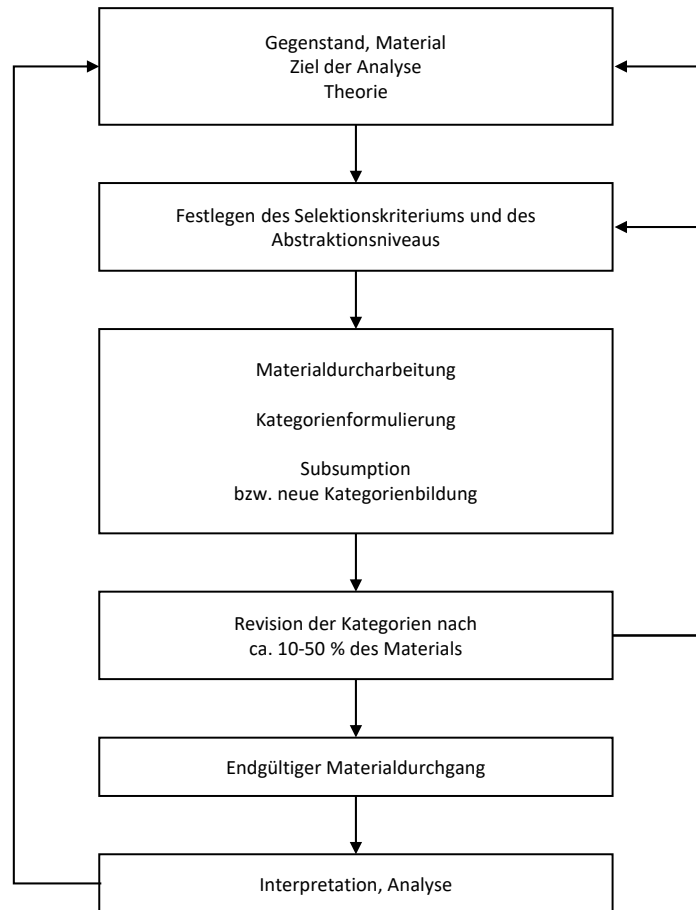 Gegenstand, Material
Ziel der Analyse
Theorie
Festlegen des Selektionskriteriums und des
Abstraktionsniveaus
Materialdurcharbeitung
Kategorienformulierung
Subsumption
bzw. neue Kategorienbildung
Revision der Kategorien nach
ca. 10-50 % des Materials
Endgültiger Materialdurchgang
Interpretation, Analyse